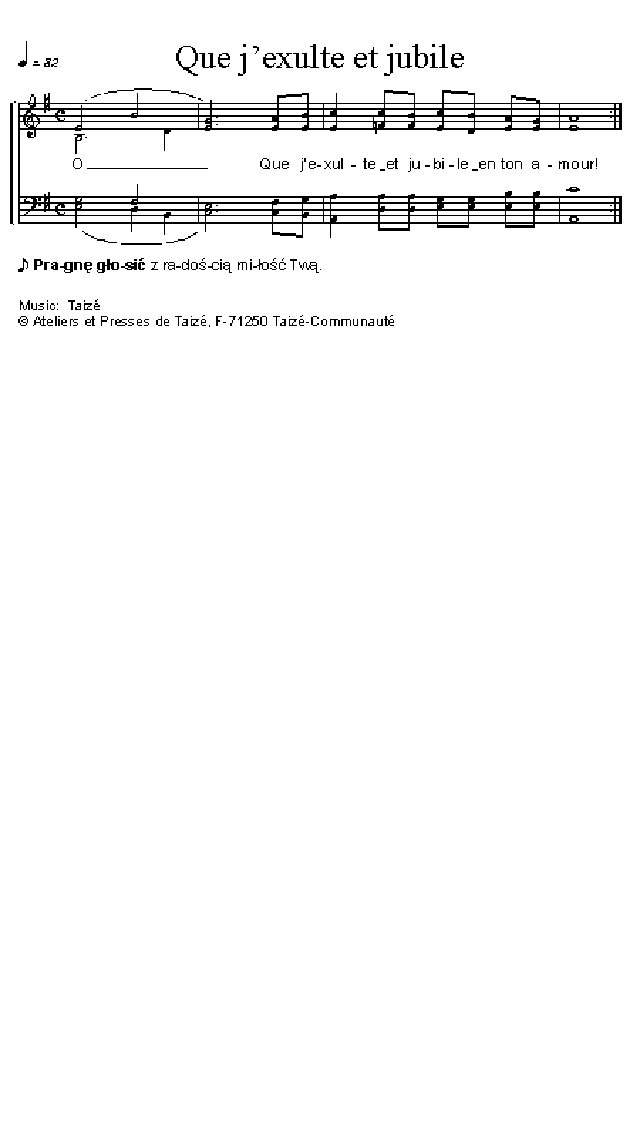 Que j’exulte et jubile
♩ = 82
O ________ Que j'e-xul - te_et ju-bi-le_en ton a - mour!
♪ Pra-gnę gło-sić z ra-doś-cią mi-łość Twą.
Music: Taizé
© Ateliers et Presses de Taizé, F-71250 Taizé-Communauté